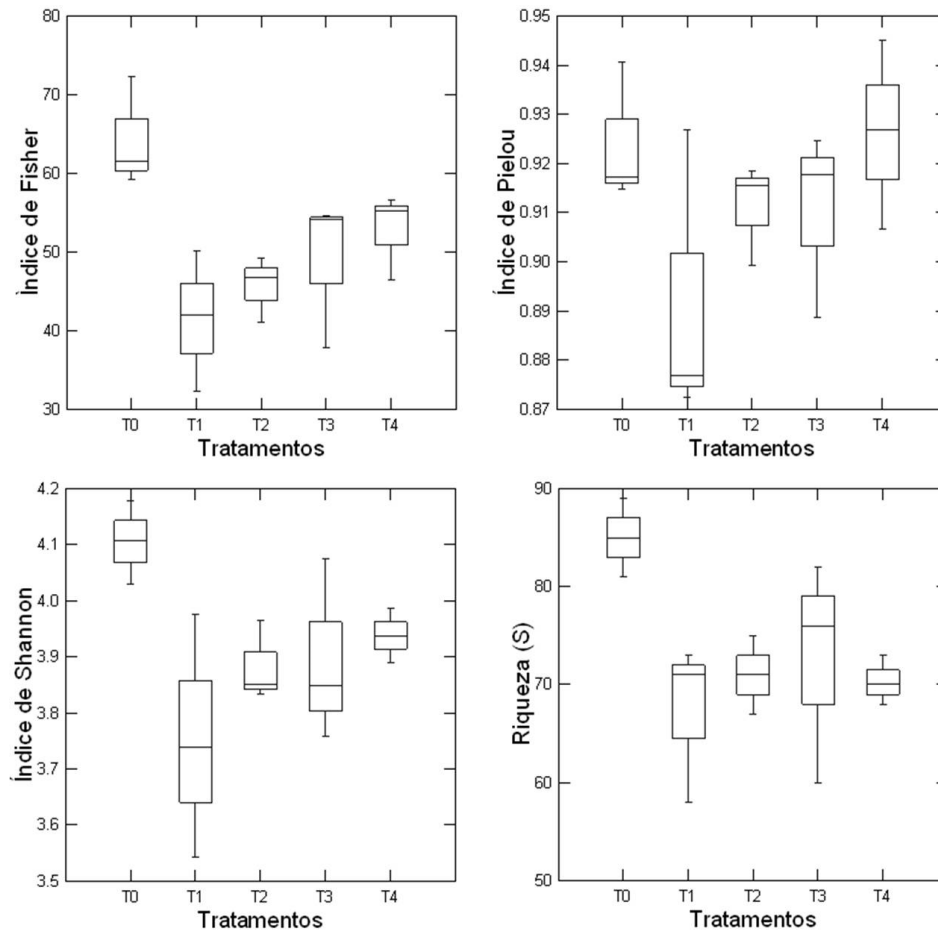 80
70
60
50
40
30
Índice de Fisher
T0 T1 T2 T3 T4
Tratamentos
0.95
0.94
0.93
0.92
0.91
0.90
0.89
0.88
0.87
Índice de Pielou
T0 T1 T2 T3 T4
Tratamentos
4.2
4.1
4.0
3.9
3.8
3.7
3.6
3.5
Índice de Shannon
T0 T1 T2 T3 T4
Tratamentos
90
80
70
60
50
Riqueza (S)
T0 T1 T2 T3 T4
Tratamentos